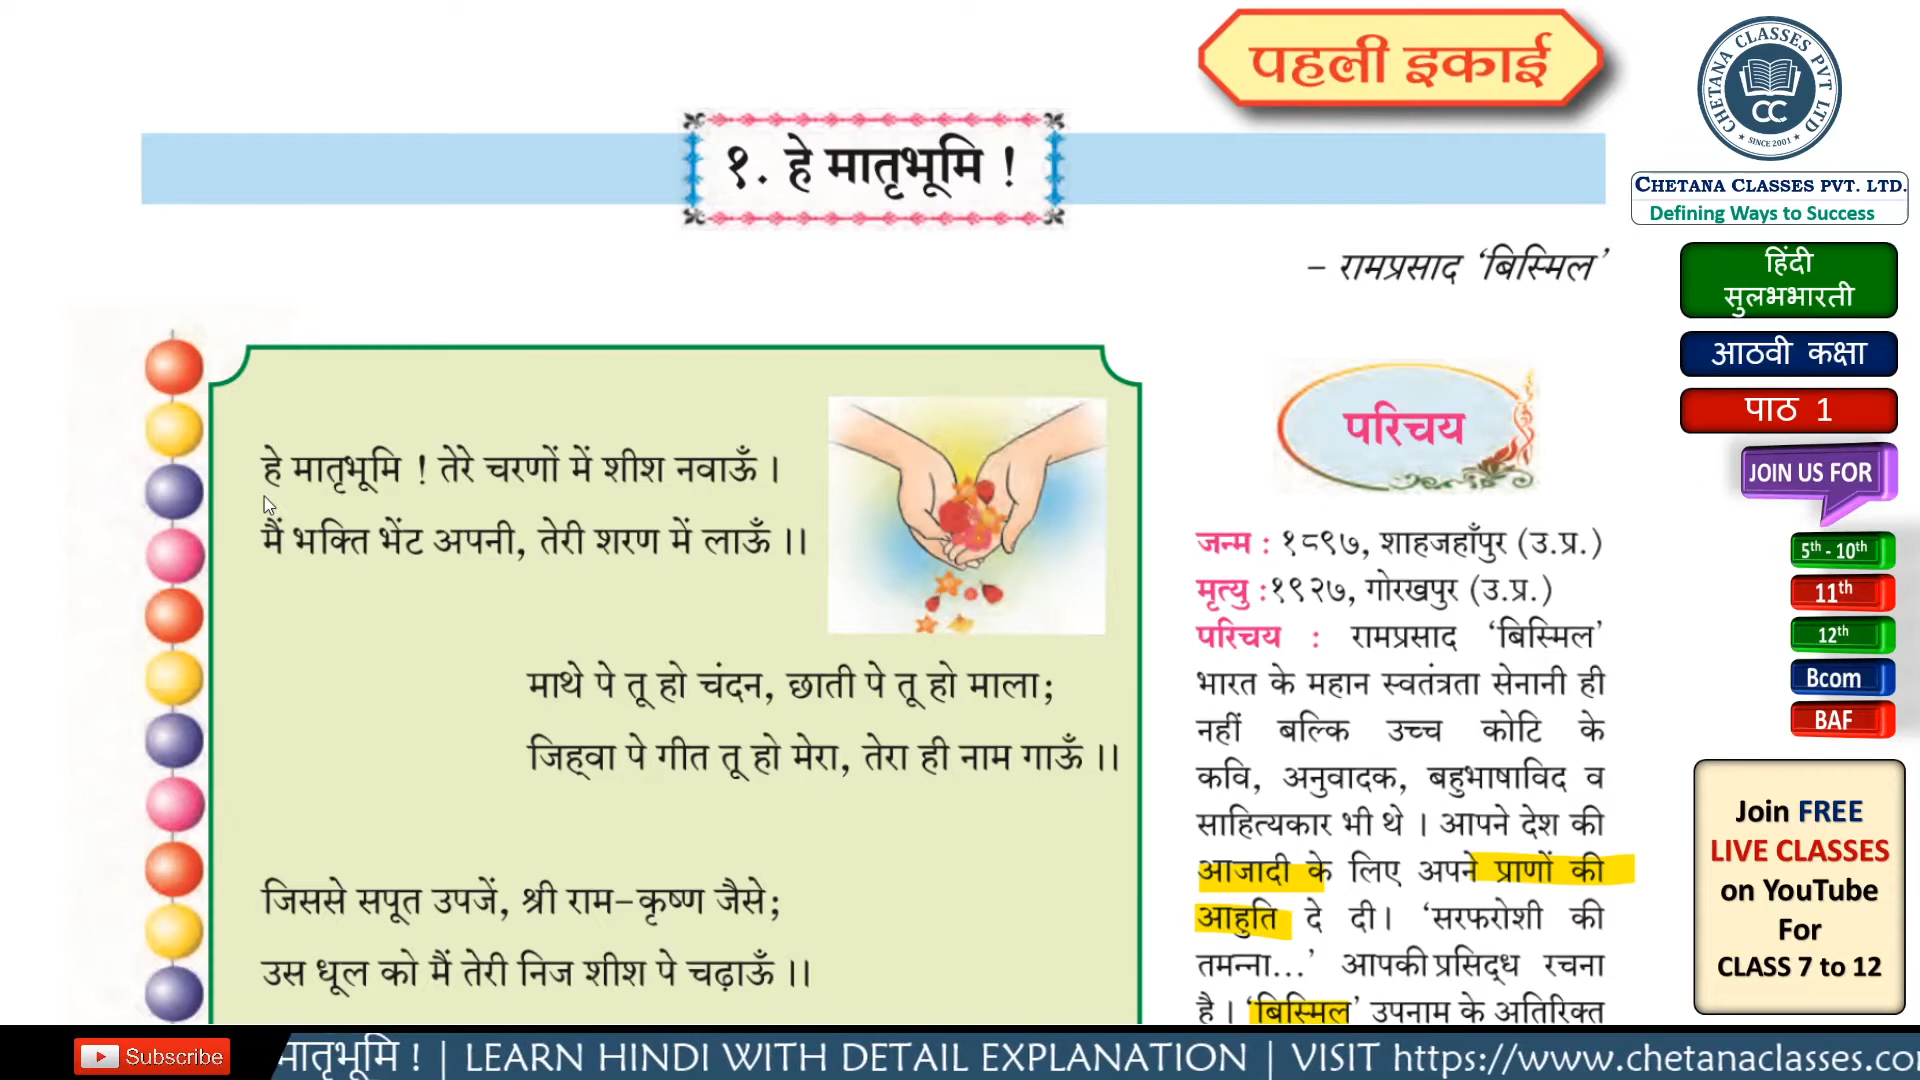 पहली इकाई
१. हे मातृभूमि !
– रामप्रसाद ‘बिस्मिल’
हे मातृभूमि ! तेरे चरणों में शीश नवाऊँ ।
मैं भक्ति भेंट अपनी, तेरी शरण में लाऊँ ।।
माथे पे तू हो चंदन, छाती पे तू हो माला;
जिह्‌वा पे गीत तू हो मेरा, तेरा ही नाम गाऊँ ।।
जिससे सपूत उपजें, श्री राम-कृष्ण जैसे;
उस धूल को मैं तेरी निज शीश पे चढ़ाऊँ ।।
परिचय
जन्म : १८९७, शाहजहाँपुर (उ.प्र.)
मृत्यु :१९२७, गोरखपुर (उ.प्र.)
परिचय : रामप्रसाद ‘बिस्मिल’
भारत के महान स्वतंत्रता सेनानी ही
नहीं बल्कि उच्च कोटि के
कवि, अनुवादक, बहुभाषाविद व
साहित्यकार भी थे । आपने देश की
आजादी के लिए अपने प्राणों की
आहुति दे दी। ‘सरफरोशी की
तमन्ना...’ आपकी प्रसिद्‌ध रचना
है । ‘बिस्मिल’ उपनाम के अतिरिक्त
CHETANA CLASSES PVT LTD
CC
SINCE 2001
CHETANA CLASSES PVT. LTD.
Defining Ways to Success
हिंदी
सुलभभारती
आठवी कक्षा
पाठ 1
JOIN US FOR
5th - 10th
11th
12th
Bcom
BAF
Join FREE
LIVE CLASSES
on YouTube
For
CLASS 7 to 12
Subscribe
मातृभूमि ! | LEARN HINDI WITH DETAIL EXPLANATION | VISIT https://www.chetanaclasses.co